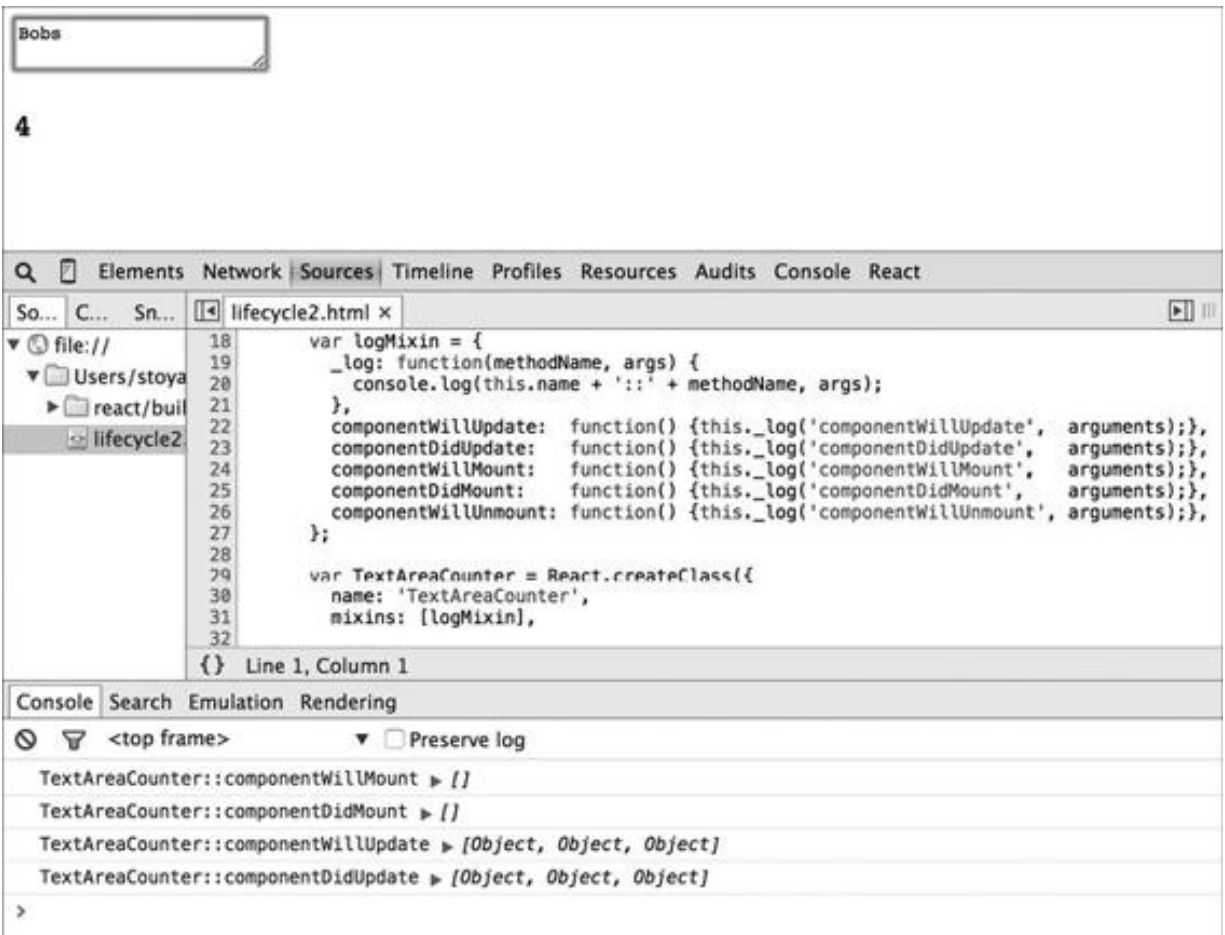 Bobs
4
Elements Network Sources Timeline Profiles Resources Audits Console React
So... C... Sn... lifecycle2.html ×
file://
Users/stoya
react/buil
lifecycle2
18 var logMixin = {
19 _log: function(methodName, args) {
20 console.log(this.name + '::' + methodName, args);
21 },
22 componentWillUpdate: function() {this._log('componentWillUpdate', arguments);},
23 componentDidUpdate: function() {this._log('componentDidUpdate', arguments);},
24 componentWillMount: function() {this._log('componentWillMount', arguments);},
25 componentDidMount: function() {this._log('componentDidMount', arguments);},
26 componentWillUnmount: function() {this._log('componentWillUnmount', arguments);},
27 };
28
29 var TextAreaCounter = React.createClass({
30 name: 'TextAreaCounter',
31 mixins: [logMixin],
32
{} Line 1, Column 1
Console Search Emulation Rendering
<top frame> ▼ Preserve log
TextAreaCounter::componentWillMount ▶ []
TextAreaCounter::componentDidMount ▶ []
TextAreaCounter::componentWillUpdate ▶ [Object, Object, Object]
TextAreaCounter::componentDidUpdate ▶ [Object, Object, Object]
>